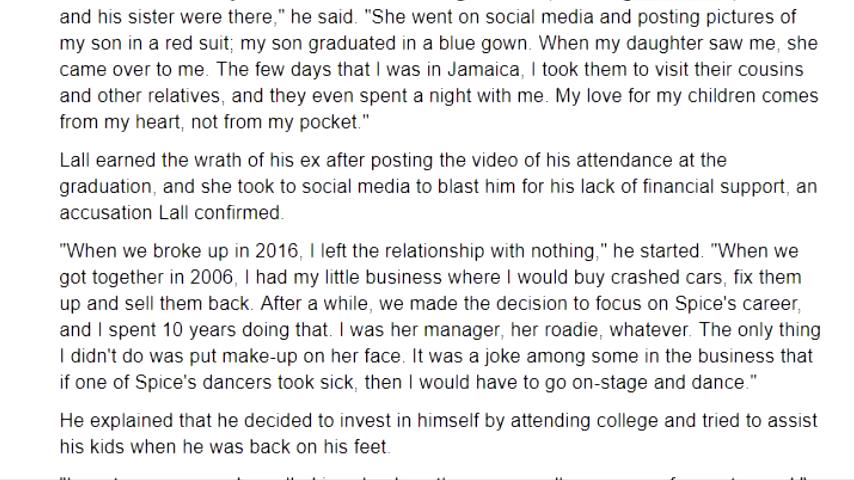 and his sister were there," he said. "She went on social media and posting pictures of
my son in a red suit; my son graduated in a blue gown. When my daughter saw me, she
came over to me. The few days that I was in Jamaica, I took them to visit their cousins
and other relatives, and they even spent a night with me. My love for my children comes
from my heart, not from my pocket."
Lall earned the wrath of his ex after posting the video of his attendance at the
graduation, and she took to social media to blast him for his lack of financial support, an
accusation Lall confirmed.
"When we broke up in 2016, I left the relationship with nothing," he started. "When we
got together in 2006, I had my little business where I would buy crashed cars, fix them
up and sell them back. After a while, we made the decision to focus on Spice's career,
and I spent 10 years doing that. I was her manager, her roadie, whatever. The only thing
I didn't do was put make-up on her face. It was a joke among some in the business that
if one of Spice's dancers took sick, then I would have to go on-stage and dance."
He explained that he decided to invest in himself by attending college and tried to assist
his kids when he was back on his feet.